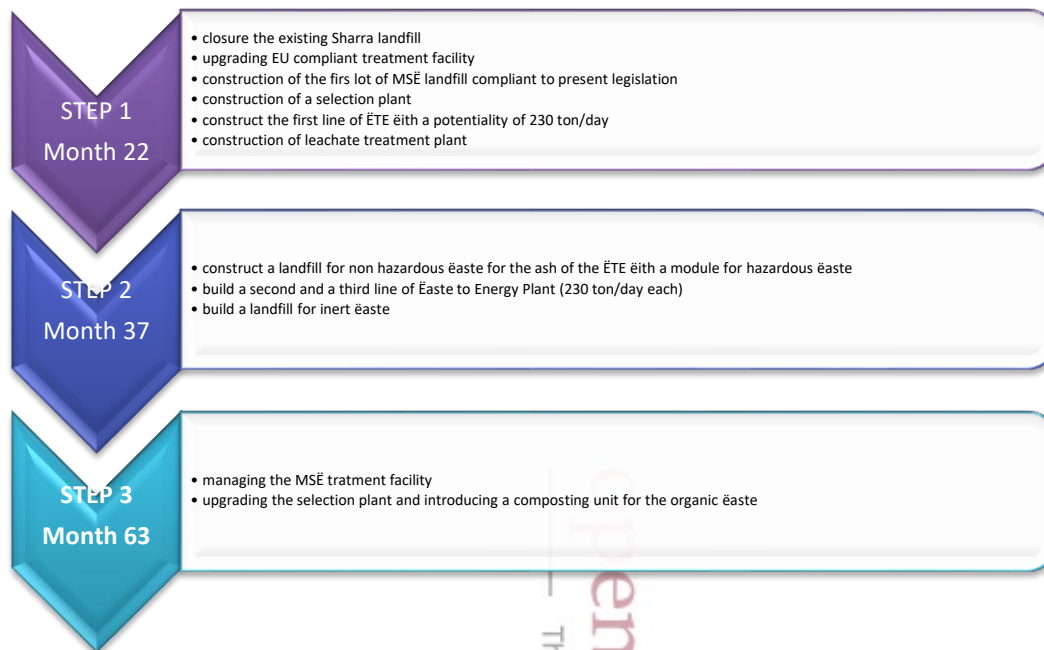 STEP 1
Month 22
• closure the existing Sharra landfill
• upgrading EU compliant treatment facility
• construction of the firs lot of MSË landfill compliant to present legislation
• construction of a selection plant
• construct the first line of ËTE ëith a potentiality of 230 ton/day
• construction of leachate treatment plant
STEP 2
Month 37
• construct a landfill for non hazardous ëaste for the ash of the ËTE ëith a module for hazardous ëaste
• build a second and a third line of Ëaste to Energy Plant (230 ton/day each)
• build a landfill for inert ëaste
STEP 3
Month 63
• managing the MSË tratment facility
• upgrading the selection plant and introducing a composting unit for the organic ëaste
open
Th